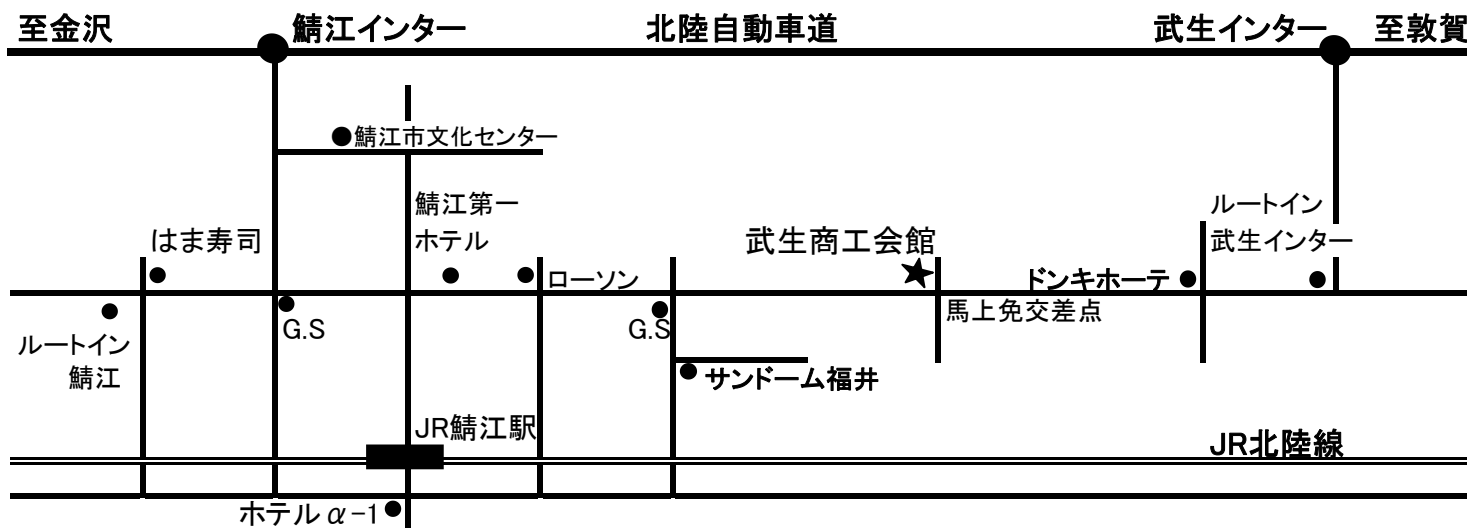 至金沢
鯖江インター
北陸自動車道
武生インター
至敦賀
鯖江市文化センター
鯖江第一
ホテル
ルートイン
武生インター
はま寿司
武生商工会館
ローソン
ドンキホーテ
馬上免交差点
G.S
G.S
ルートイン
鯖江
サンドーム福井
JR鯖江駅
JR北陸線
ホテルα-1